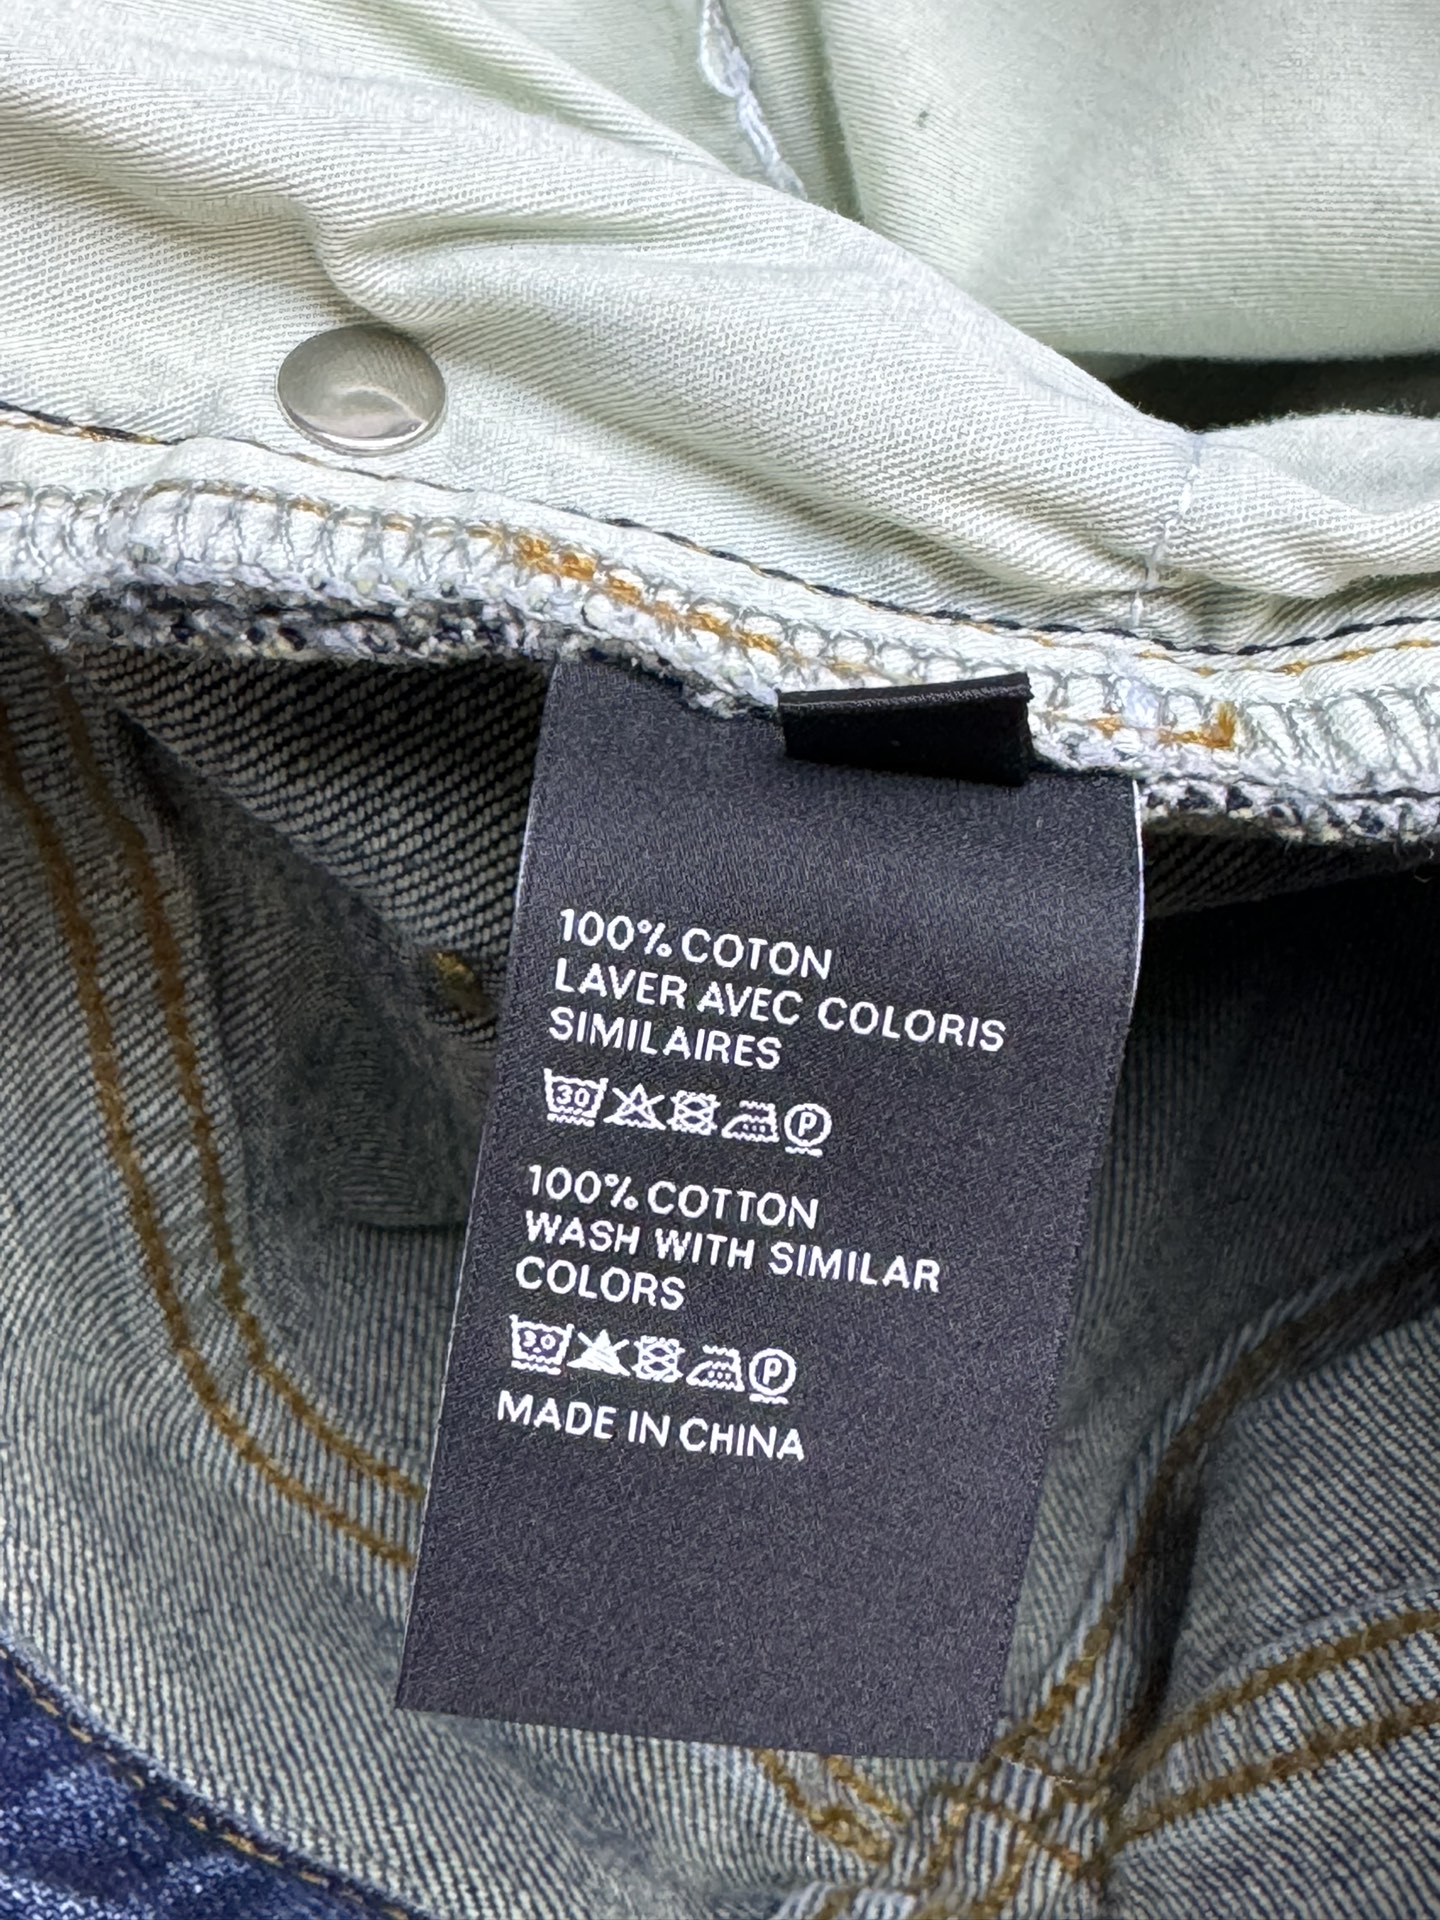 100% COTON
LAVER AVEC COLORIS
SIMILAIRES
30 P
100% COTTON
WASH WITH SIMILAR
COLORS
30 P
MADE IN CHINA